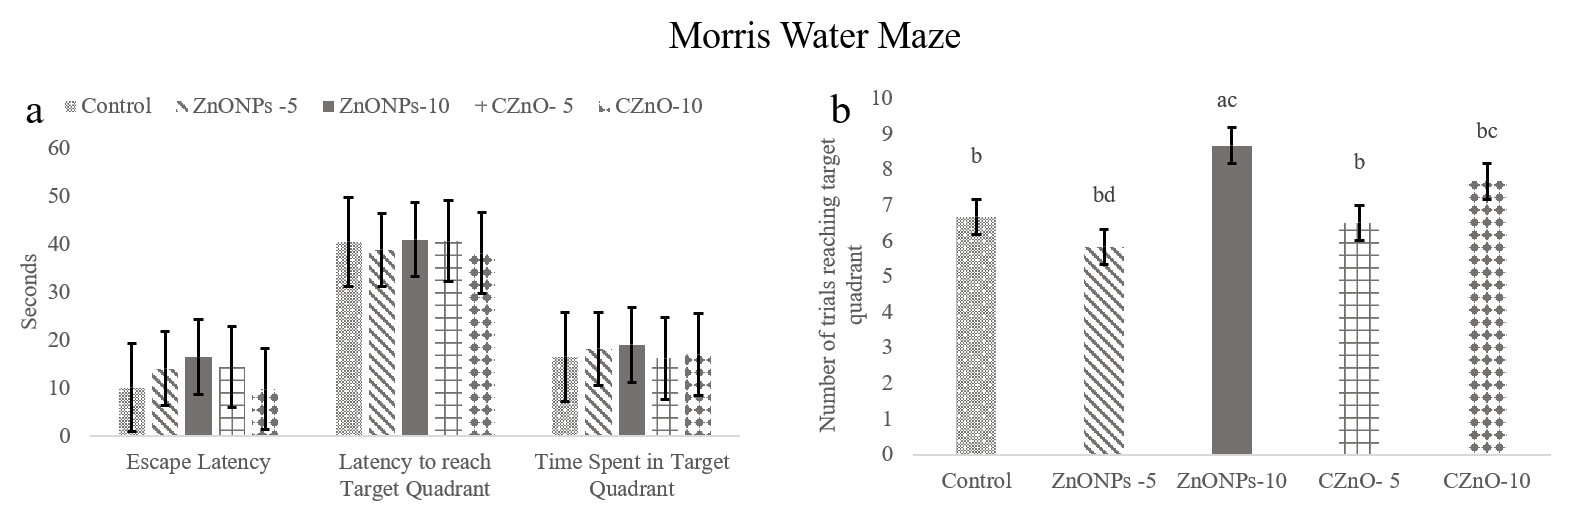 Morris Water Maze
a
Control ZnONPs -5 ZnONPs-10 CZnO- 5 CZnO-10
60
50
40
30
20
10
0
Seconds
Escape Latency
Latency to reach
Target Quadrant
Time Spent in Target
Quadrant
b
10
9
8
7
6
5
4
3
2
1
0
Number of trials reaching target
quadrant
b
bd
ac
b
bc
Control ZnONPs -5 ZnONPs-10 CZnO- 5 CZnO-10